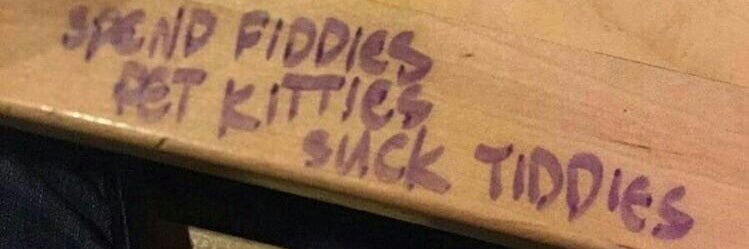 SPEND FIDDIES
PET KITTIES
SUCK TIDDIES